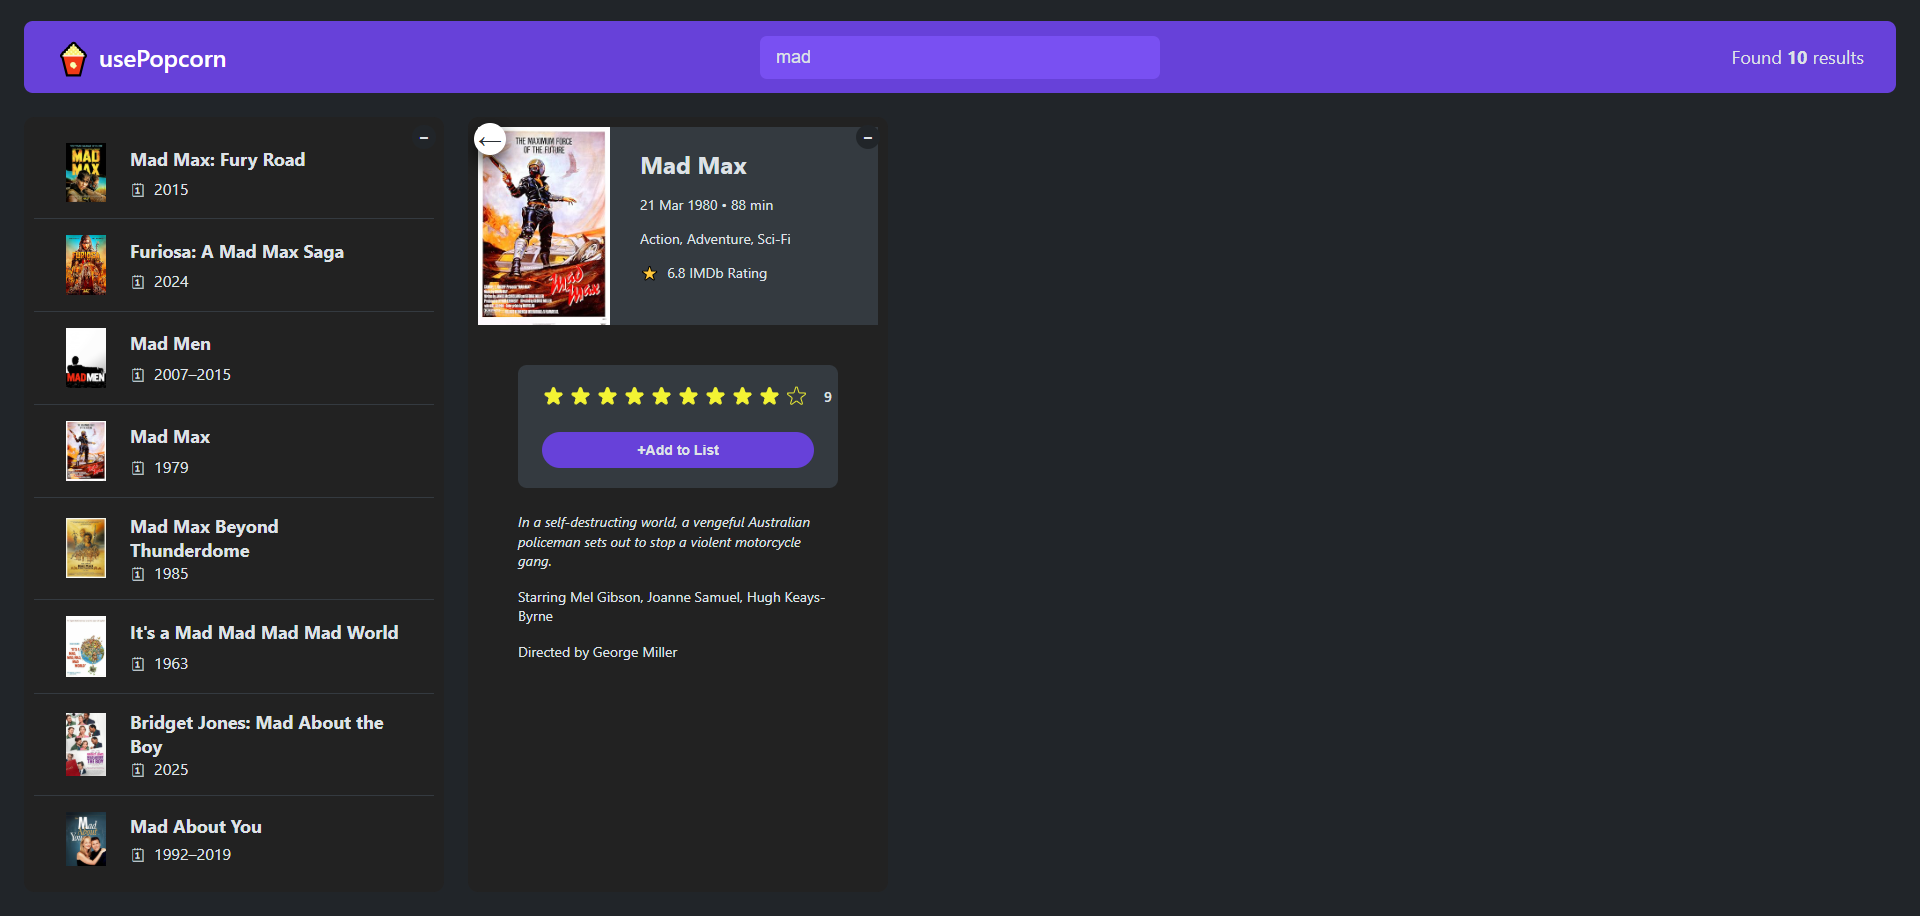 usePopcorn
mad
Found 10 results
Mad Max: Fury Road
2015
Furiosa: A Mad Max Saga
2024
Mad Men
2007–2015
Mad Max
1979
Mad Max Beyond
Thunderdome
1985
It's a Mad Mad Mad Mad World
1963
Bridget Jones: Mad About the
Boy
2025
Mad About You
1992–2019
←
THE MAXIMUM FORCE
OF THE FUTURE
MAD
MAX
Mad Max
21 Mar 1980 • 88 min
Action, Adventure, Sci-Fi
6.8 IMDb Rating
9
+Add to List
In a self-destructing world, a vengeful Australian
policeman sets out to stop a violent motorcycle
gang.
Starring Mel Gibson, Joanne Samuel, Hugh Keays-
Byrne
Directed by George Miller